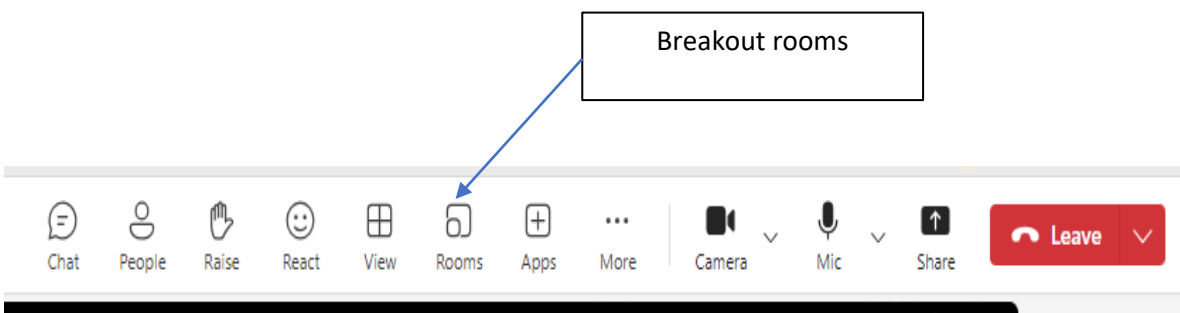 Breakout rooms
Chat People Raise React View Rooms Apps More Camera Mic Share Leave